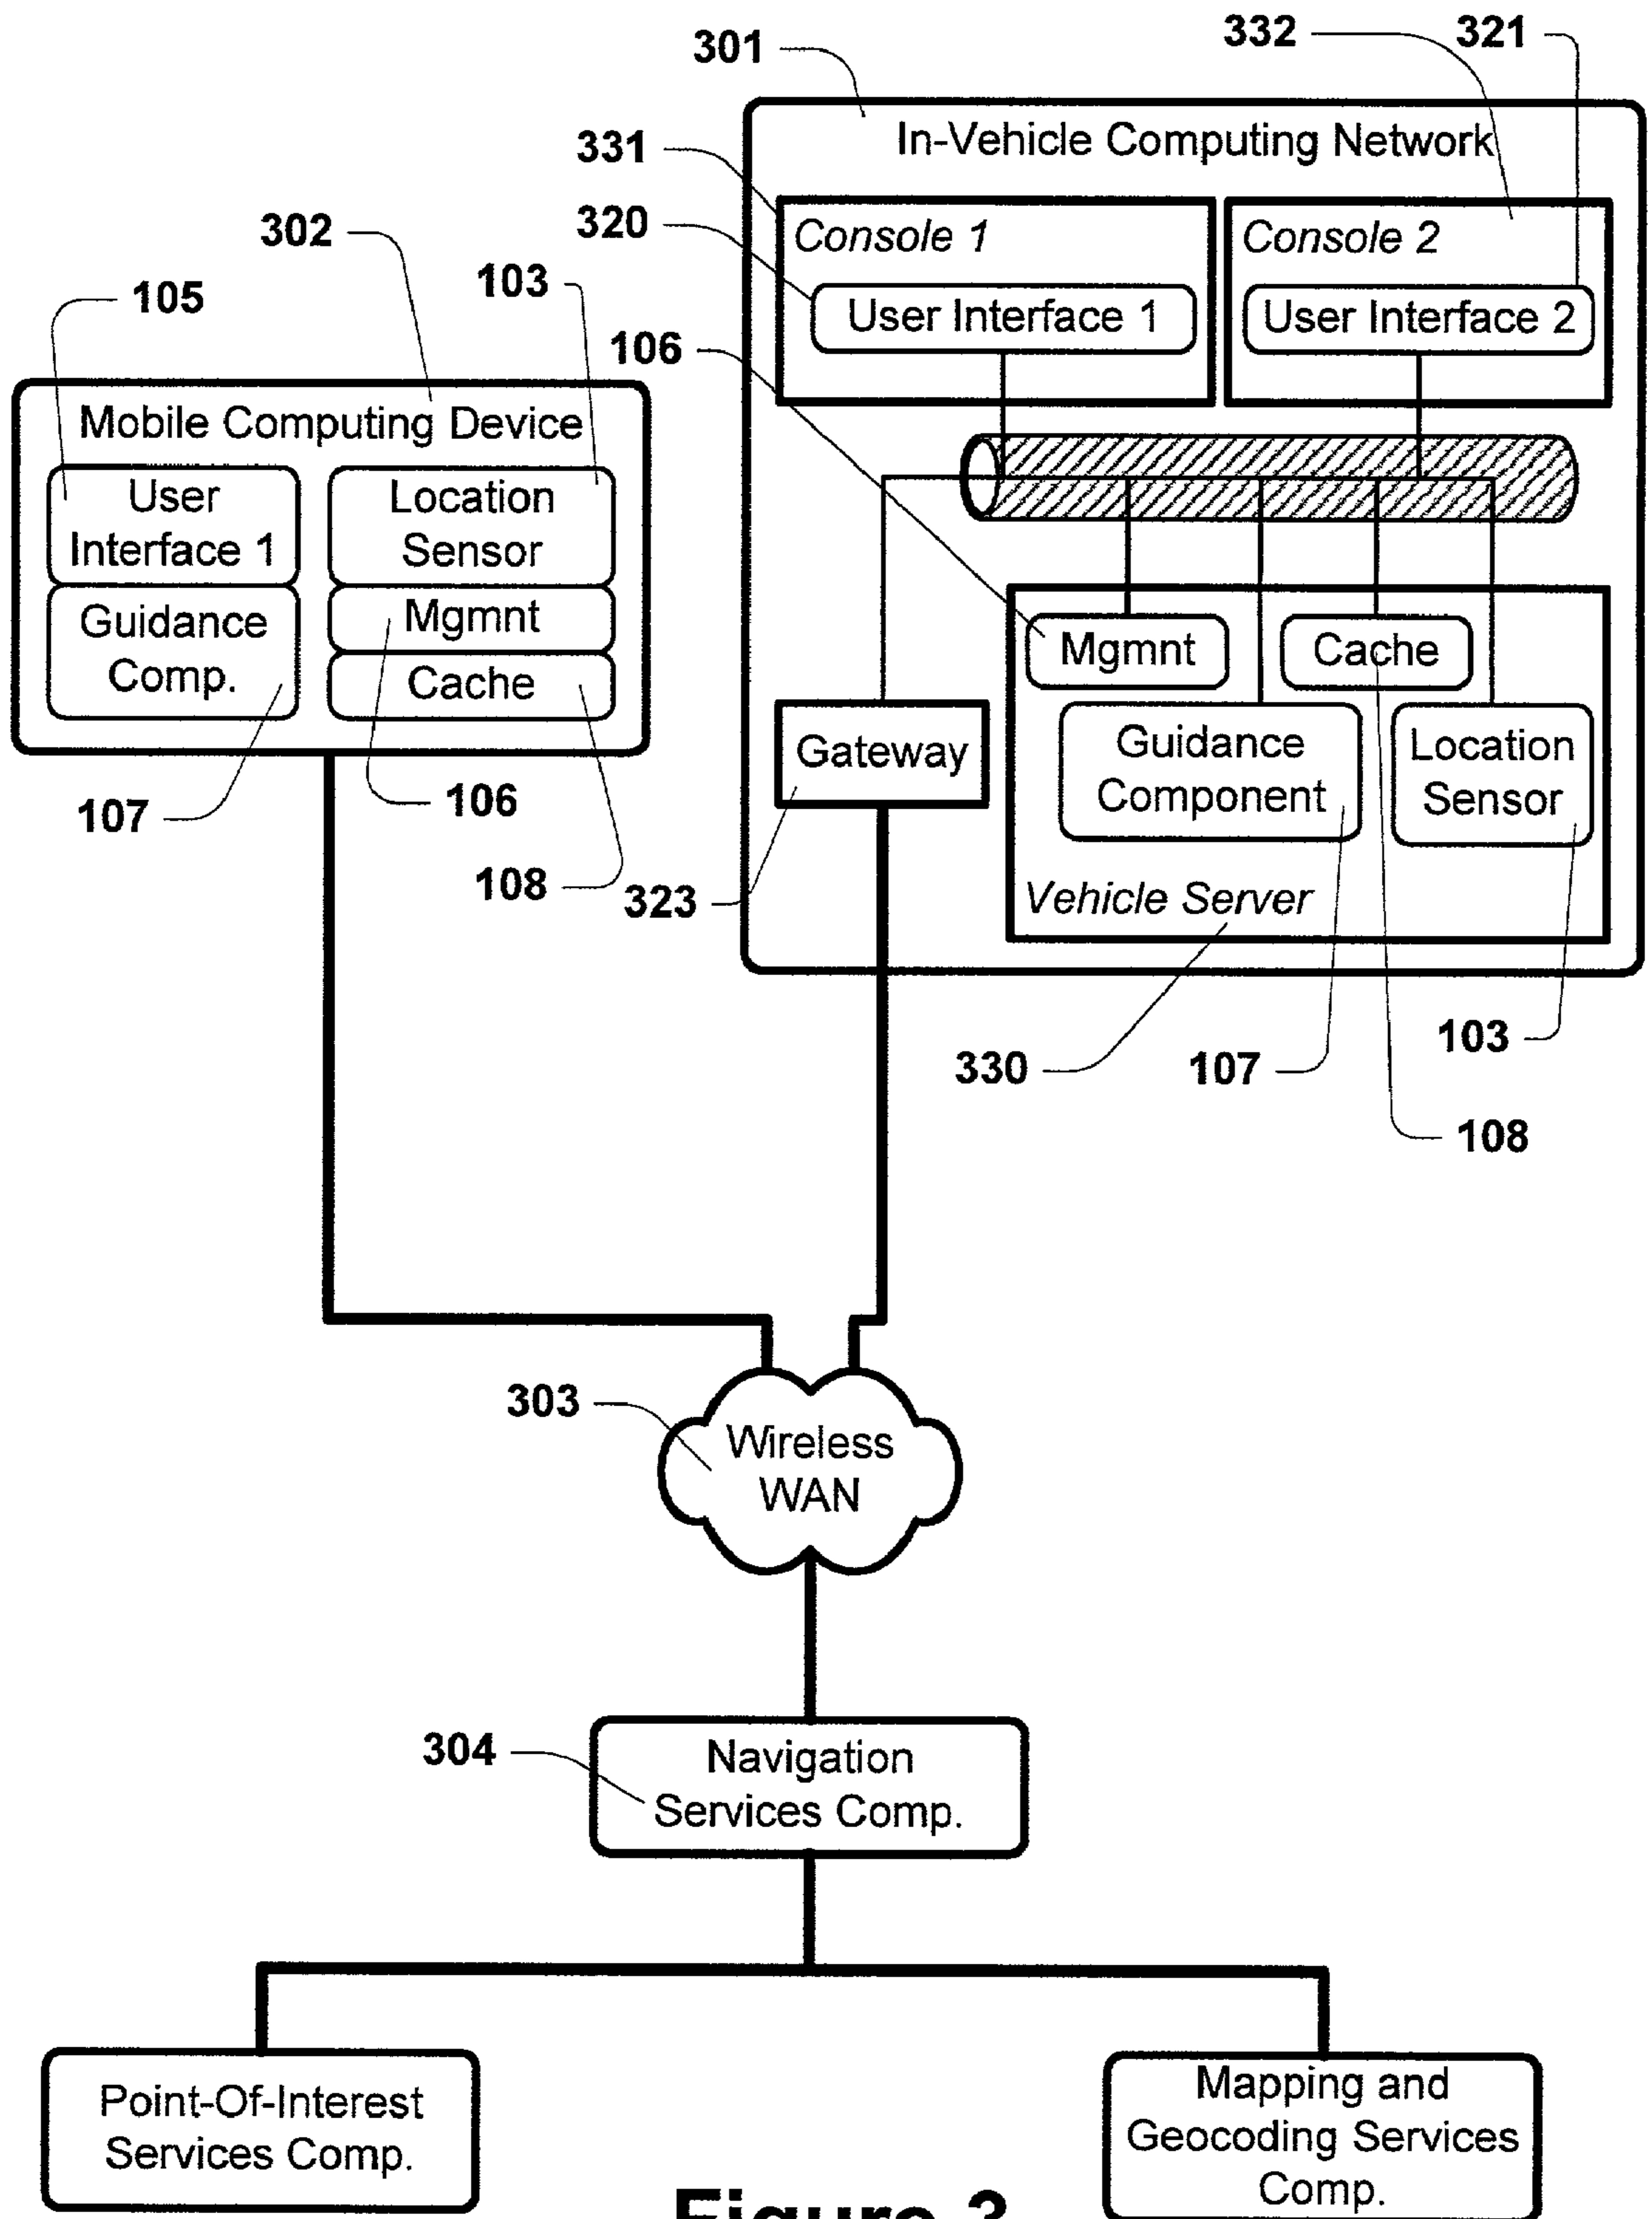 301
332
321
In-Vehicle Computing Network
331
320
Console 1
Console 2
User Interface 1
User Interface 2
302
103
105
106
Mobile Computing Device
User
Interface 1
Location
Sensor
Guidance
Comp.
Mgmnt
Cache
107
106
108
Mgmnt
Cache
Gateway
Guidance
Component
Location
Sensor
323
Vehicle Server
330
107
103
108
303
Wireless
WAN
304
Navigation
Services Comp.
Point-Of-Interest
Services Comp.
Mapping and
Geocoding Services
Comp.
Figure 3